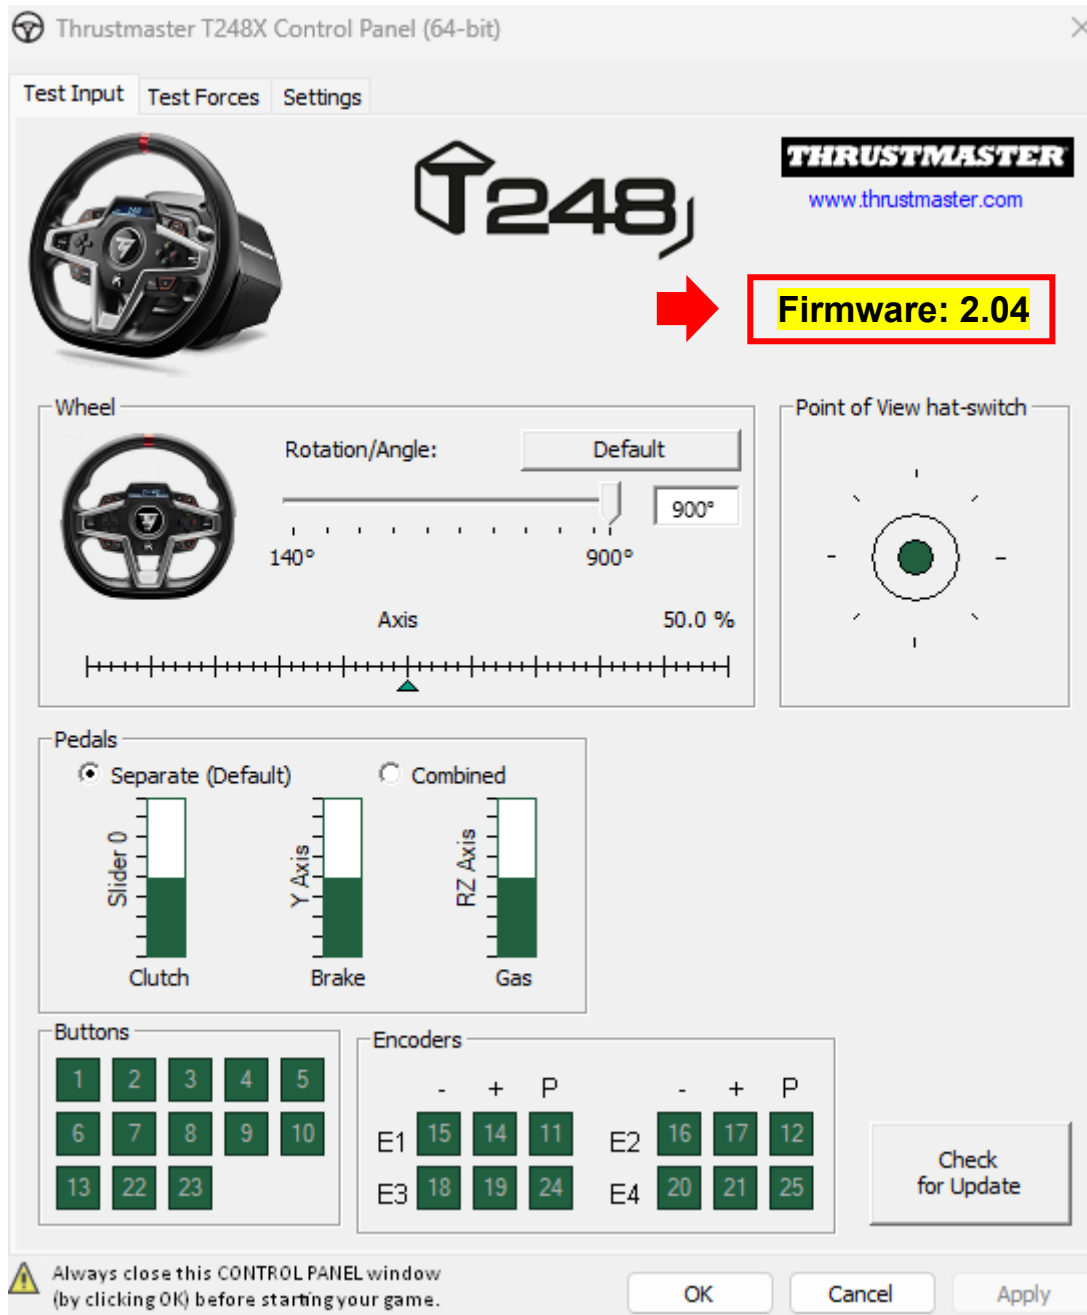 Thrustmaster T248X Control Panel (64-bit)
Test Input Test Forces Settings
T248
THRUSTMASTER
www.thrustmaster.com
Firmware: 2.04
Wheel
Rotation/Angle: Default
900°
140° 900°
Axis 50.0 %
Point of View hat-switch
Pedals
Separate (Default) Combined
Slider 0 Y Axis RZ Axis
Clutch Brake Gas
Buttons
1 2 3 4 5
6 7 8 9 10
13 22 23
Encoders
- + P - + P
E1 15 14 11 E2 16 17 12
E3 18 19 24 E4 20 21 25
Check
for Update
Always close this CONTROL PANEL window
(by clicking OK) before starting your game.
OK Cancel Apply